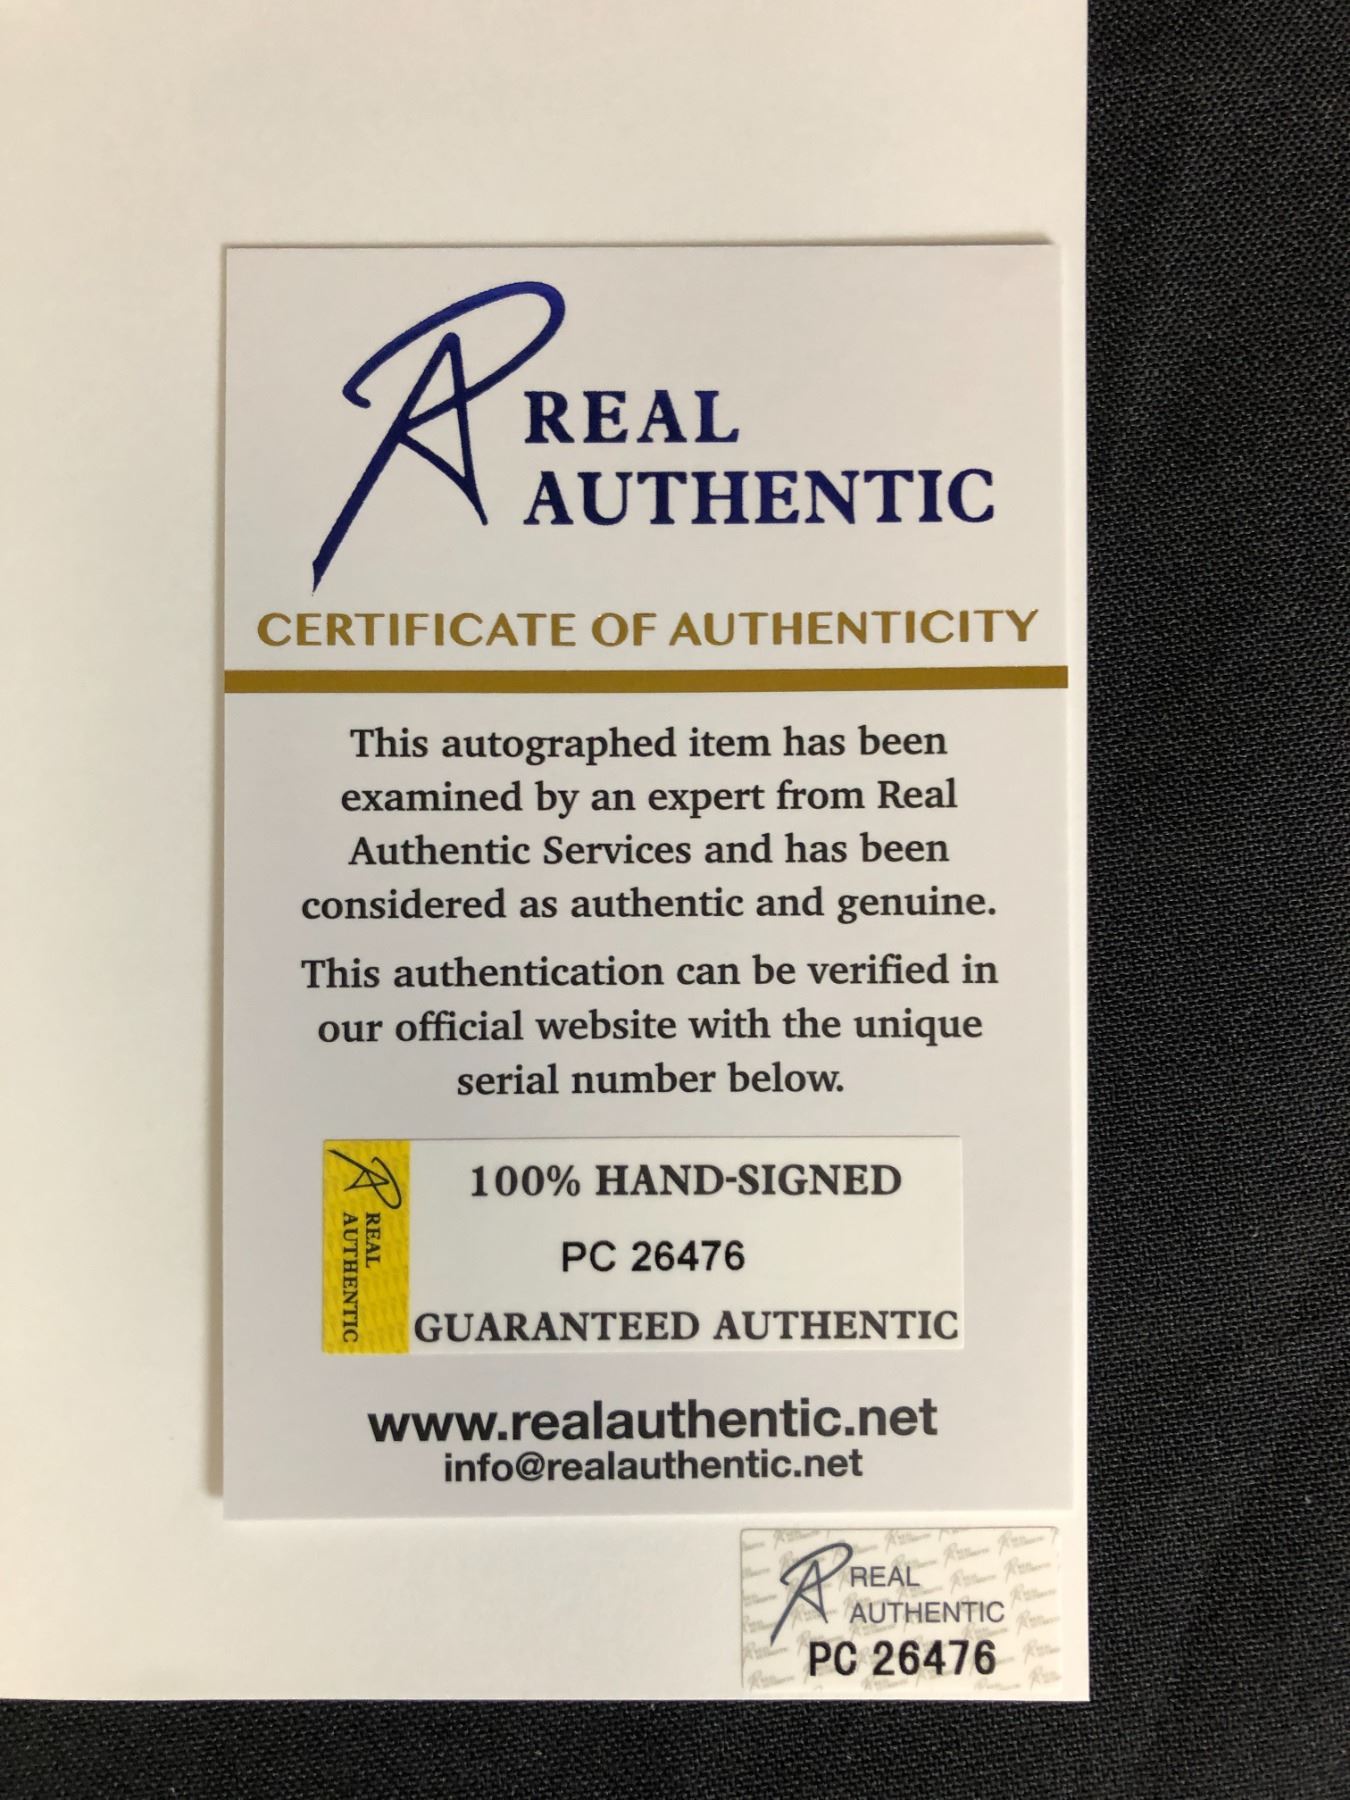 REAL
AUTHENTIC
CERTIFICATE OF AUTHENTICITY
This autographed item has been
examined by an expert from Real
Authentic Services and has been
considered as authentic and genuine.
This authentication can be verified in
our official website with the unique
serial number below.
REAL
AUTHENTIC
100% HAND-SIGNED
PC 26476
GUARANTEED AUTHENTIC
www.realauthentic.net
info@realauthentic.net
REAL
AUTHENTIC
PC 26476